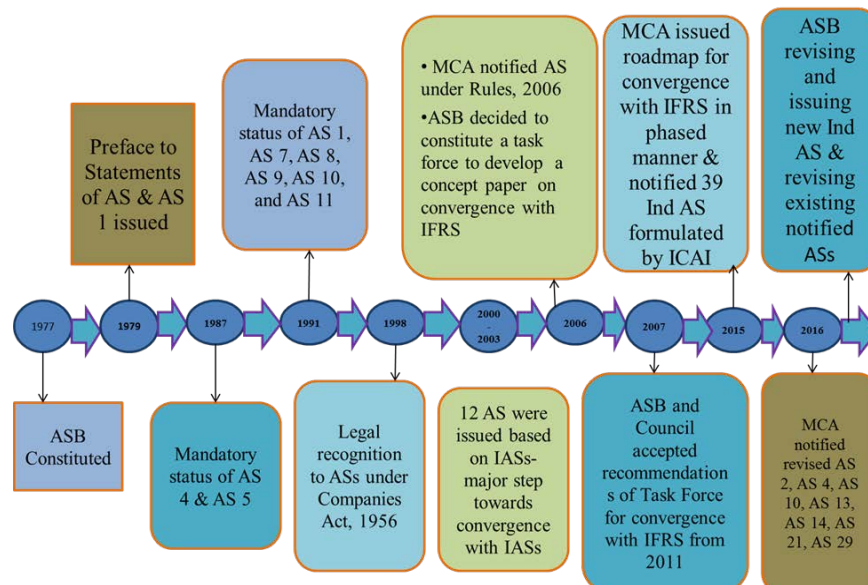 Preface to
Statements
of AS & AS
1 issued
Mandatory
status of AS 1,
AS 7, AS 8,
AS 9, AS 10,
and AS 11
• MCA notified AS
under Rules, 2006
•ASB decided to
constitute a task
force to develop a
concept paper on
convergence with
IFRS
MCA issued
roadmap for
convergence
with IFRS in
phased
manner &
notified 39
Ind AS
formulated
by ICAI
ASB
revising
and
issuing
new Ind
AS &
revising
existing
notified
ASs
1977
1979
1987
1991
1998
2000
-
2003
2006
2007
2015
2016
ASB
Constituted
Mandatory
status of AS
4 & AS 5
Legal
recognition
to ASs under
Companies
Act, 1956
12 AS were
issued based
on IASs-
major step
towards
convergence
with IASs
ASB and
Council
accepted
recommendation
s of Task Force
for convergence
with IFRS from
2011
MCA
notified
revised AS
2, AS 4, AS
10, AS 13,
AS 14, AS
21, AS 29